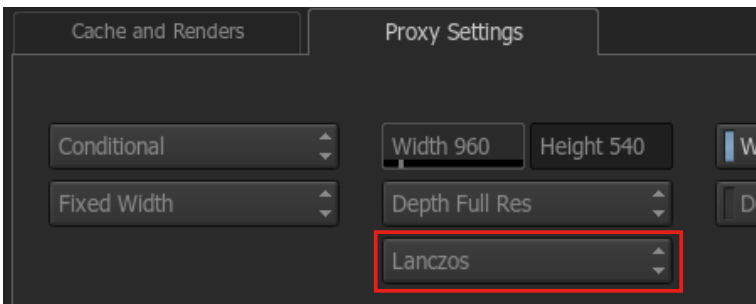 Cache and Renders Proxy Settings
Conditional Width 960 Height 540 W
Fixed Width Depth Full Res D
Lanczos